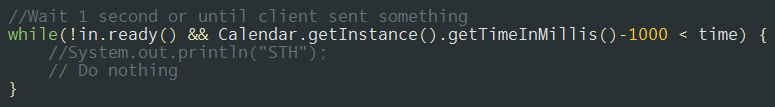 //Wait 1 second or until client sent something
while(!in.ready() && Calendar.getInstance().getTimeInMillis()-1000 < time) {
    //System.out.println("STH");
    // Do nothing
}